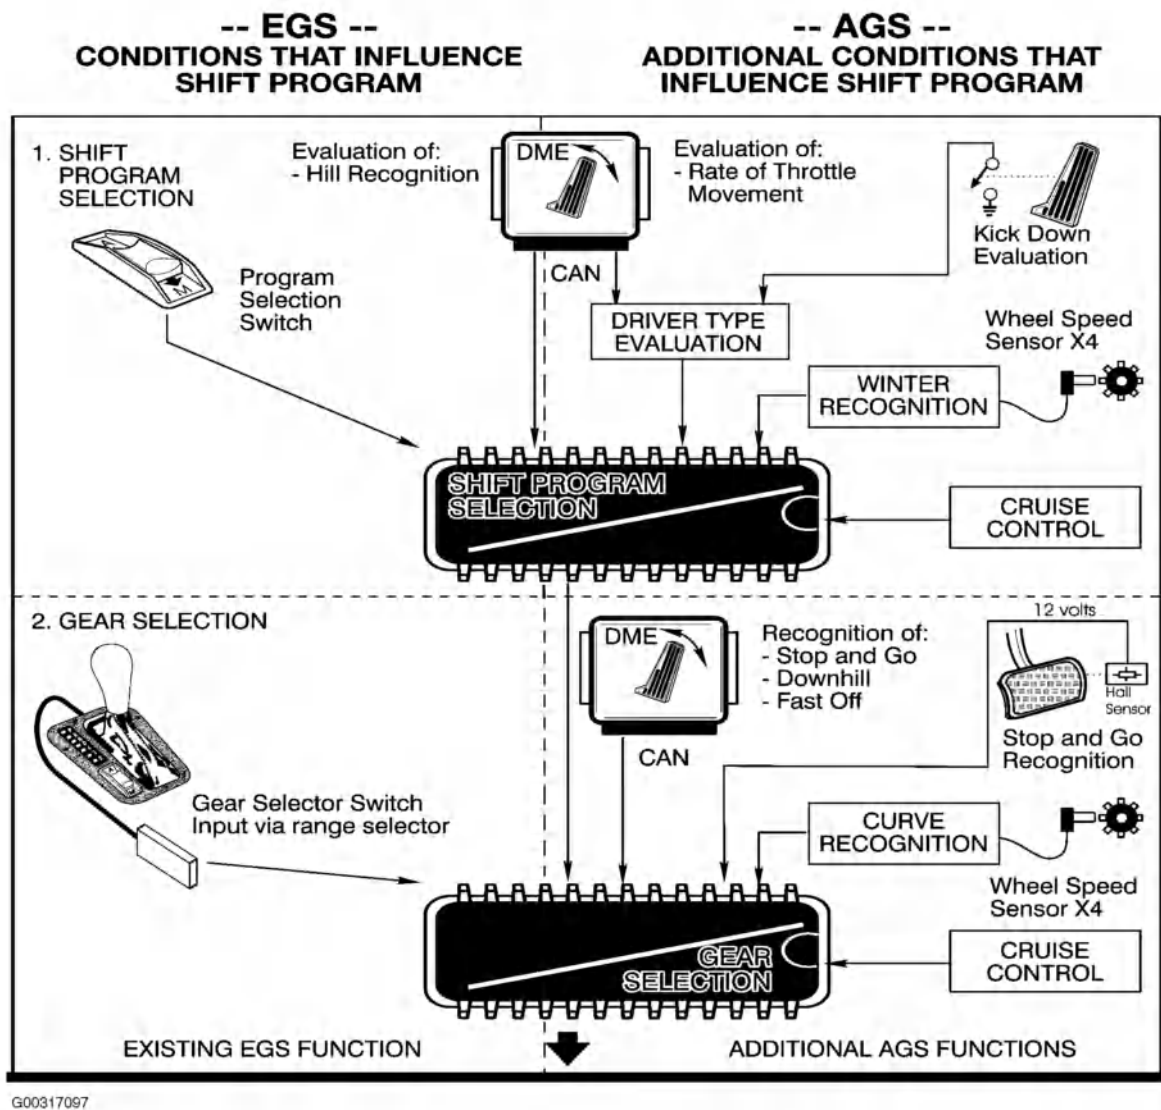 -- EGS --
CONDITIONS THAT INFLUENCE
SHIFT PROGRAM
-- AGS --
ADDITIONAL CONDITIONS THAT
INFLUENCE SHIFT PROGRAM
1. SHIFT
PROGRAM
SELECTION
Evaluation of:
- Hill Recognition
DME
Evaluation of:
- Rate of Throttle
Movement
Kick Down
Evaluation
A
M
Program
Selection
Switch
CAN
DRIVER TYPE
EVALUATION
Wheel Speed
Sensor X4
WINTER
RECOGNITION
SHIFT PROGRAM
SELECTION
CRUISE
CONTROL
2. GEAR SELECTION
DME
Recognition of:
- Stop and Go
- Downhill
- Fast Off
12 volts
Hall
Sensor
CAN
Stop and Go
Recognition
Gear Selector Switch
Input via range selector
CURVE
RECOGNITION
Wheel Speed
Sensor X4
GEAR
SELECTION
CRUISE
CONTROL
EXISTING EGS FUNCTION
ADDITIONAL AGS FUNCTIONS
G00317097